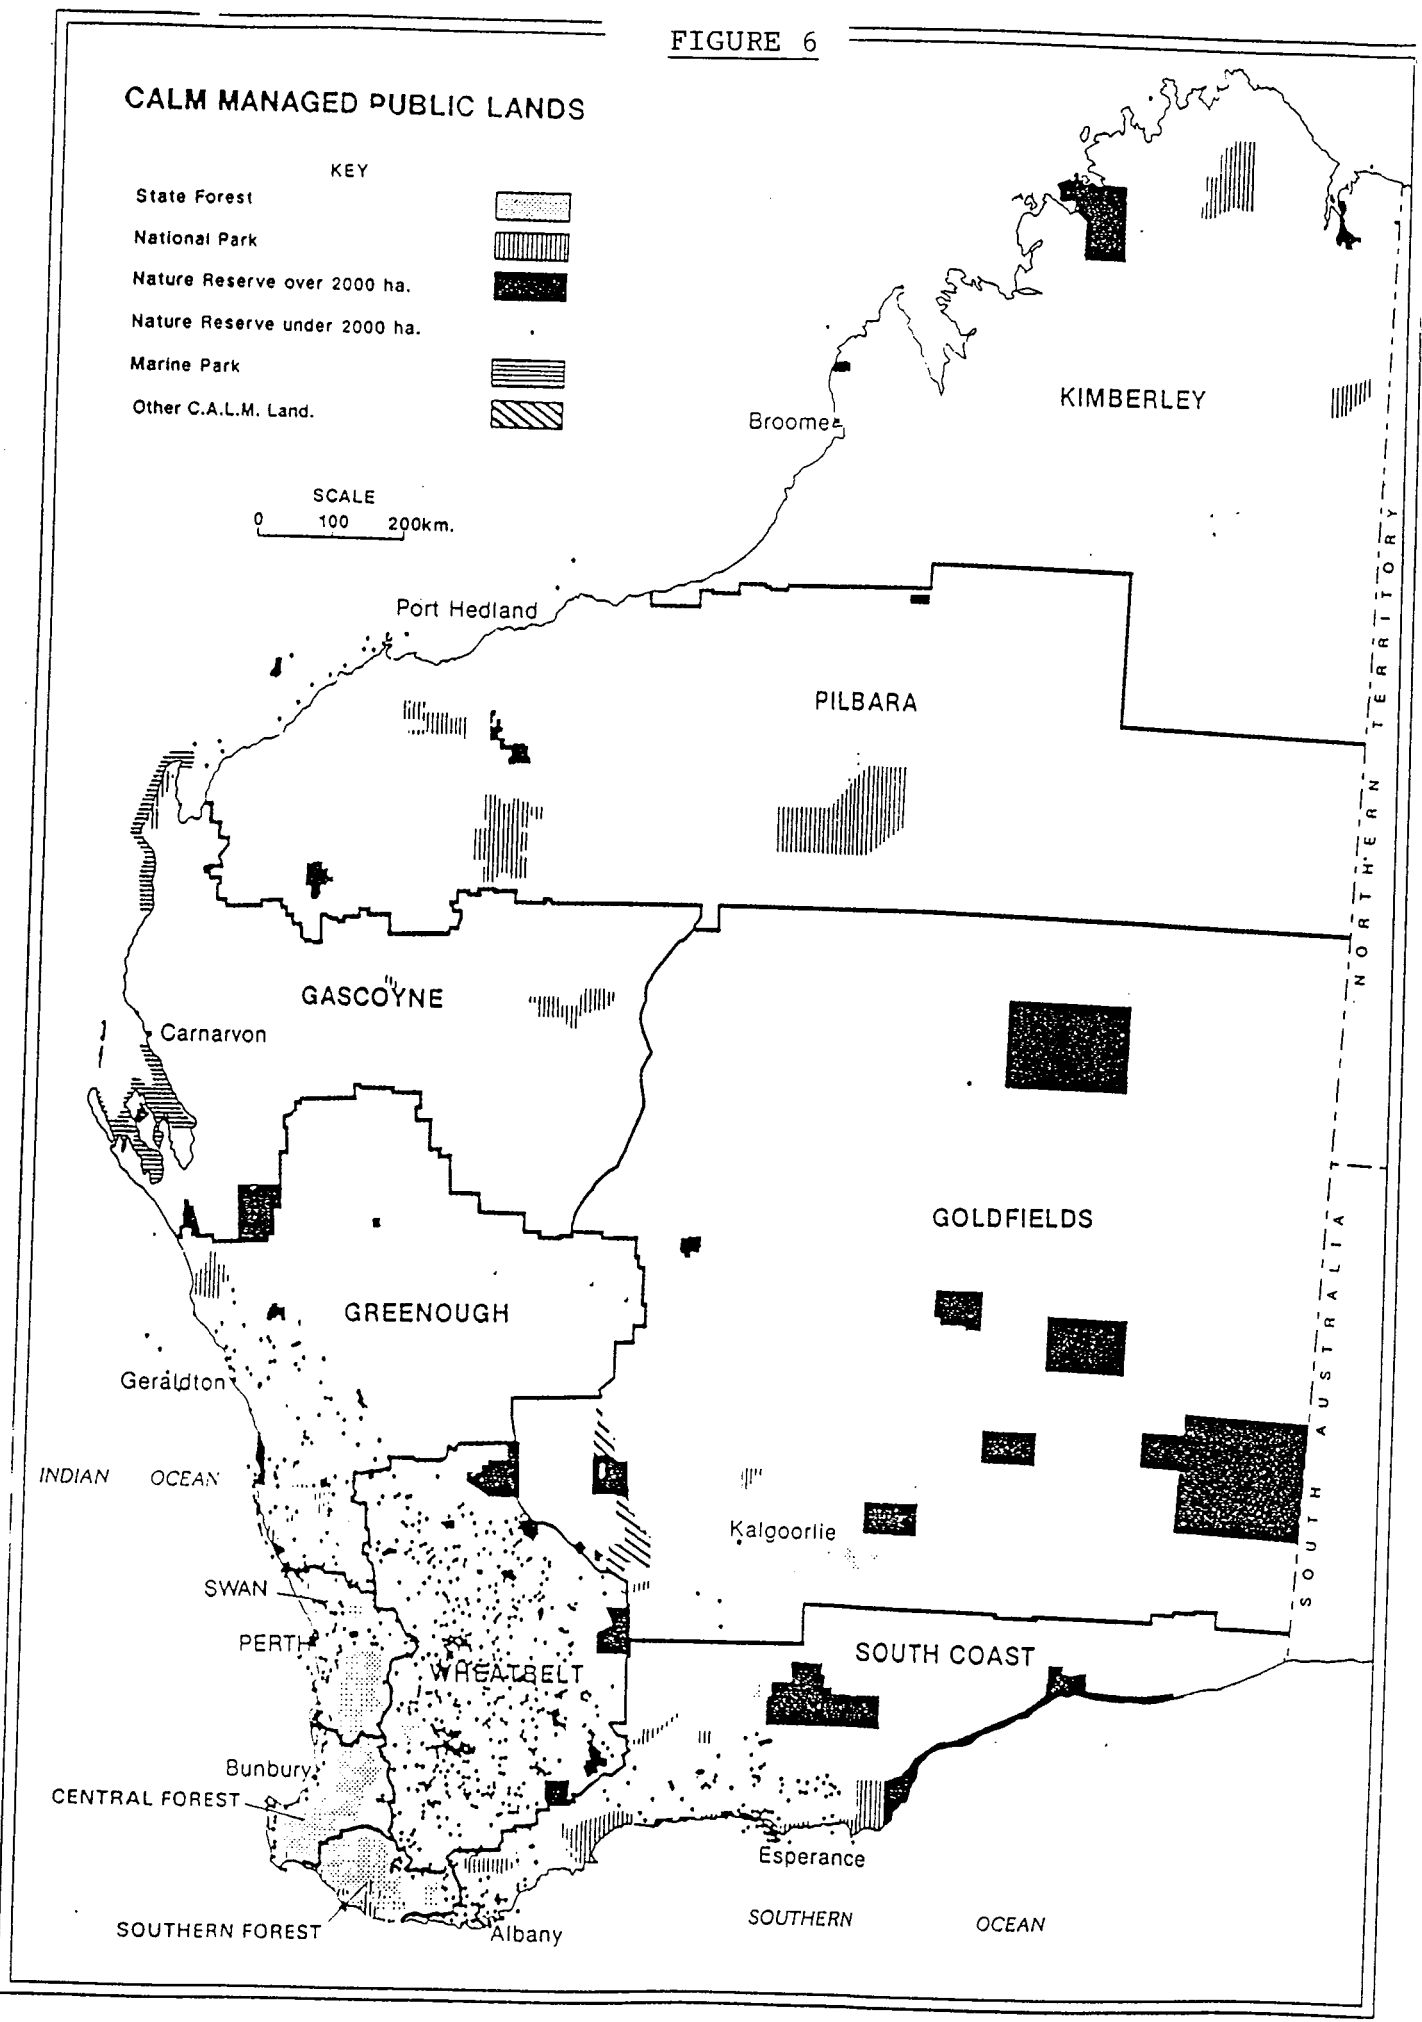 FIGURE 6
CALM MANAGED PUBLIC LANDS
KEY
State Forest
National Park
Nature Reserve over 2000 ha.
Nature Reserve under 2000 ha.
Marine Park
Other C.A.L.M. Land.
SCALE
0 100 200km.
KIMBERLEY
Broome
Port Hedland
PILBARA
NORTHERN TERRITORY
GASCOYNE
Carnarvon
GOLDFIELDS
GREENOUGH
Geraldton
SOUTH AUSTRALIA
INDIAN OCEAN
Kalgoorlie
SWAN
PERTH
WHEATBELT
SOUTH COAST
Bunbury
CENTRAL FOREST
Esperance
SOUTHERN OCEAN
SOUTHERN FOREST
Albany